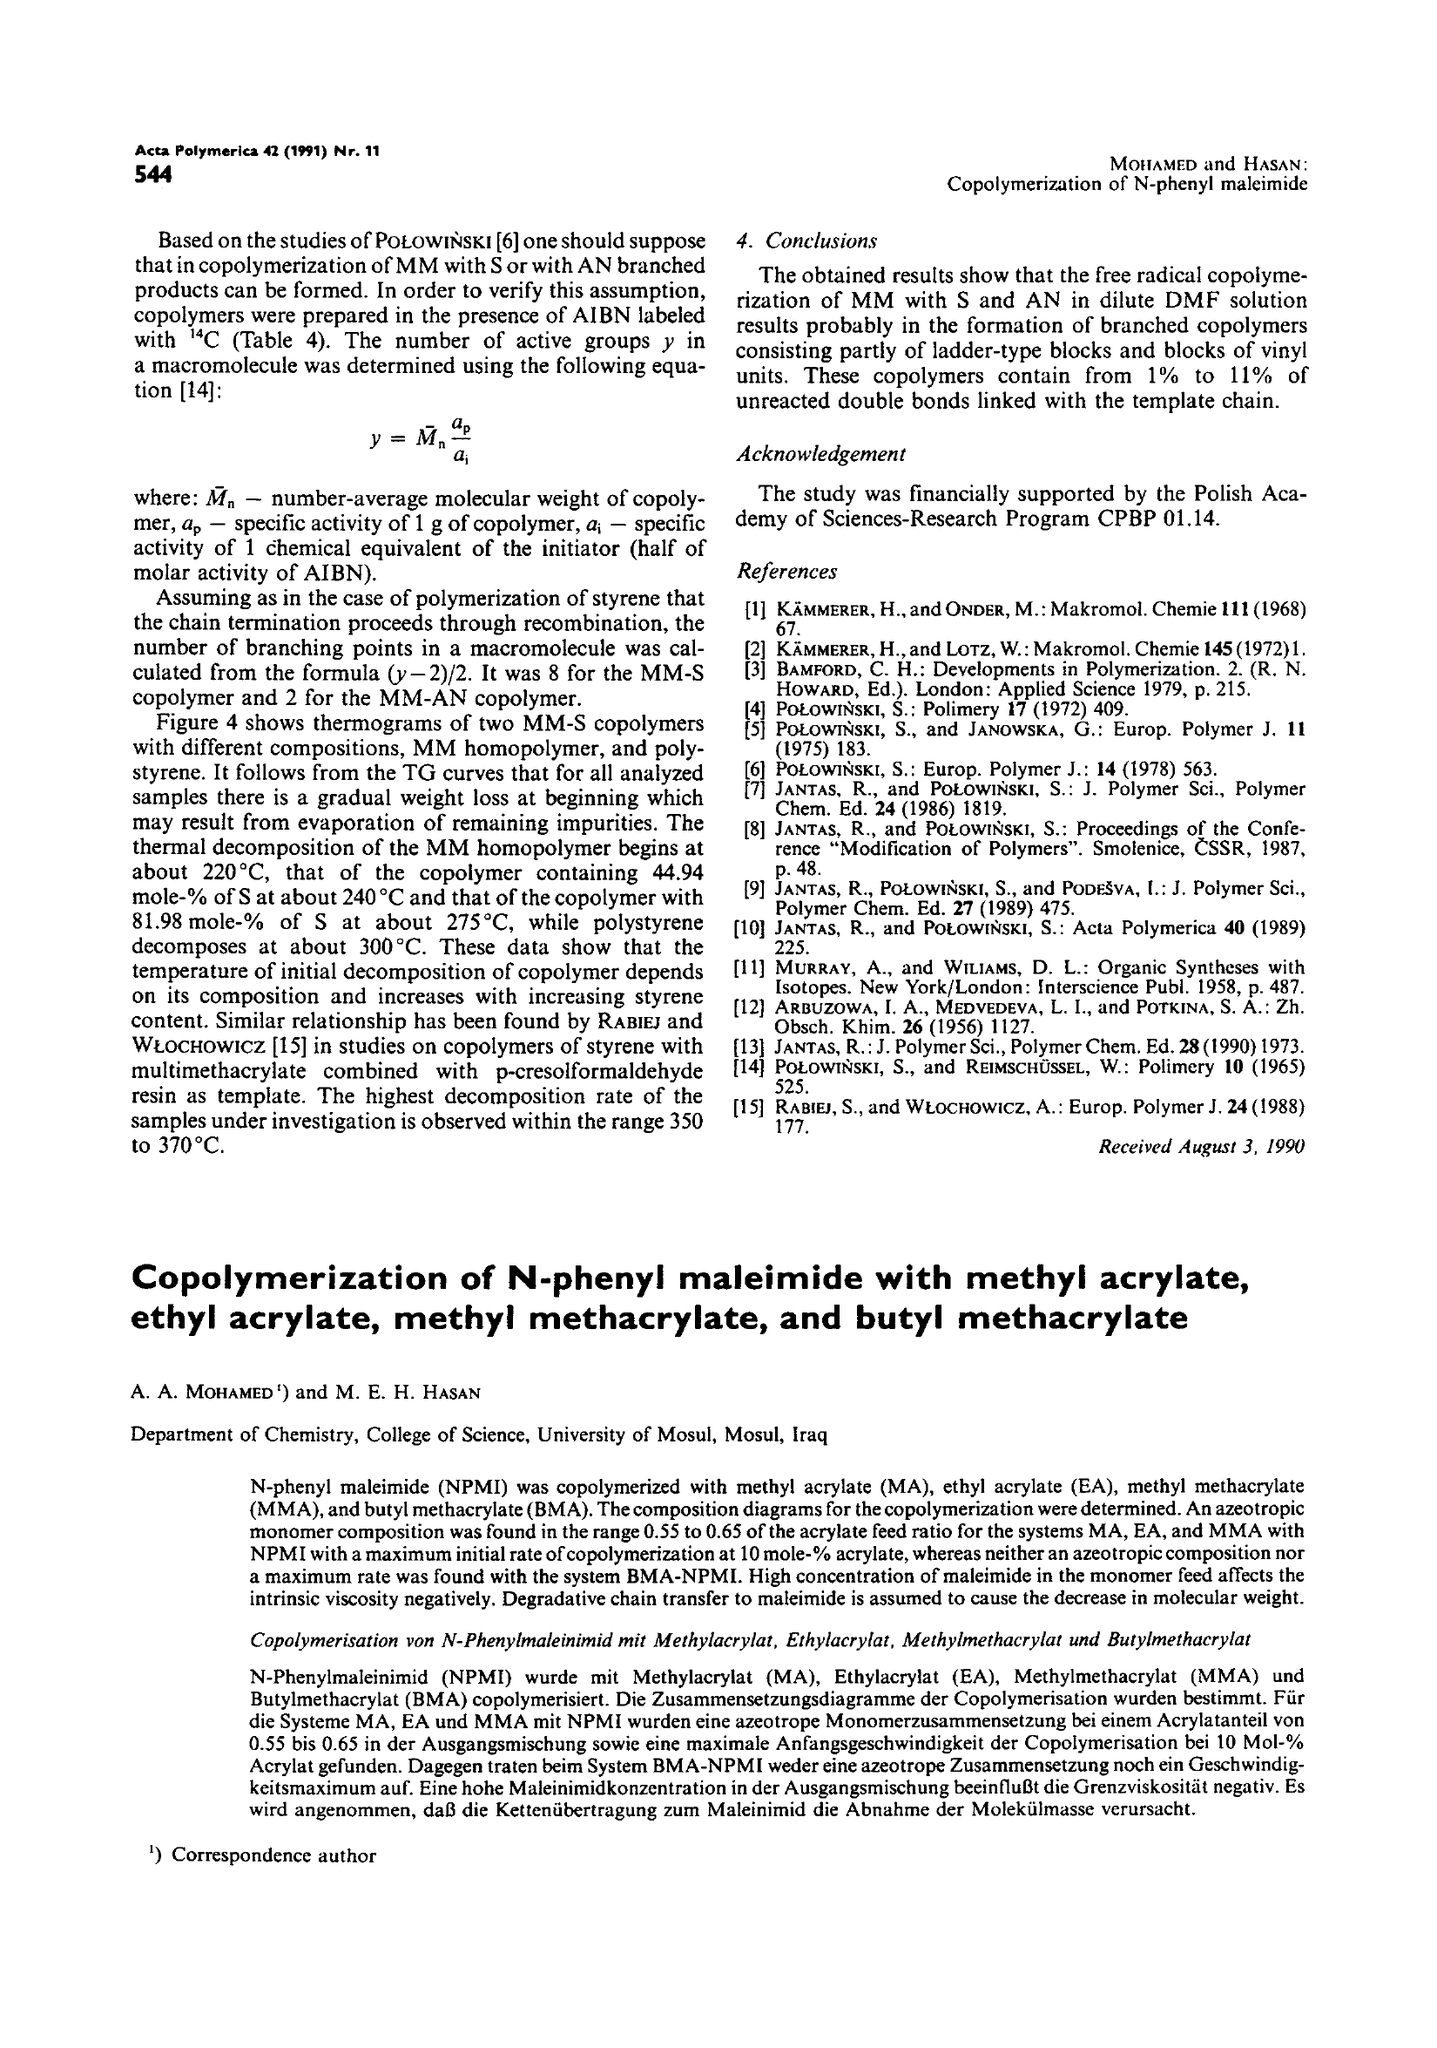 Acta Polymerica 42 (1991) Nr. 11
544
MOHAMED and HASAN:
Copolymerization of N-phenyl maleimide
Based on the studies of POŁOWIŃSKI [6] one should suppose
that in copolymerization of MM with S or with AN branched
products can be formed. In order to verify this assumption,
copolymers were prepared in the presence of AIBN labeled
with ¹⁴C (Table 4). The number of active groups y in
a macromolecule was determined using the following equa-
tion [14]:
y = M̄ₙ aₚ/aᵢ
where: M̄ₙ — number-average molecular weight of copoly-
mer, aₚ — specific activity of 1 g of copolymer, aᵢ — specific
activity of 1 chemical equivalent of the initiator (half of
molar activity of AIBN).
Assuming as in the case of polymerization of styrene that
the chain termination proceeds through recombination, the
number of branching points in a macromolecule was cal-
culated from the formula (y−2)/2. It was 8 for the MM-S
copolymer and 2 for the MM-AN copolymer.
Figure 4 shows thermograms of two MM-S copolymers
with different compositions, MM homopolymer, and poly-
styrene. It follows from the TG curves that for all analyzed
samples there is a gradual weight loss at beginning which
may result from evaporation of remaining impurities. The
thermal decomposition of the MM homopolymer begins at
about 220 °C, that of the copolymer containing 44.94
mole-% of S at about 240 °C and that of the copolymer with
81.98 mole-% of S at about 275 °C, while polystyrene
decomposes at about 300 °C. These data show that the
temperature of initial decomposition of copolymer depends
on its composition and increases with increasing styrene
content. Similar relationship has been found by RABIEJ and
WŁOCHOWICZ [15] in studies on copolymers of styrene with
multimethacrylate combined with p-cresolformaldehyde
resin as template. The highest decomposition rate of the
samples under investigation is observed within the range 350
to 370 °C.
4. Conclusions
The obtained results show that the free radical copolyme-
rization of MM with S and AN in dilute DMF solution
results probably in the formation of branched copolymers
consisting partly of ladder-type blocks and blocks of vinyl
units. These copolymers contain from 1% to 11% of
unreacted double bonds linked with the template chain.
Acknowledgement
The study was financially supported by the Polish Aca-
demy of Sciences-Research Program CPBP 01.14.
References
[1] KÄMMERER, H., and ONDER, M.: Makromol. Chemie 111 (1968)
67.
[2] KÄMMERER, H., and LOTZ, W.: Makromol. Chemie 145 (1972) 1.
[3] BAMFORD, C. H.: Developments in Polymerization. 2. (R. N.
HOWARD, Ed.). London: Applied Science 1979, p. 215.
[4] POŁOWIŃSKI, S.: Polimery 17 (1972) 409.
[5] POŁOWIŃSKI, S., and JANOWSKA, G.: Europ. Polymer J. 11
(1975) 183.
[6] POŁOWIŃSKI, S.: Europ. Polymer J.: 14 (1978) 563.
[7] JANTAS, R., and POŁOWIŃSKI, S.: J. Polymer Sci., Polymer
Chem. Ed. 24 (1986) 1819.
[8] JANTAS, R., and POŁOWIŃSKI, S.: Proceedings of the Confe-
rence “Modification of Polymers”. Smolenice, ČSSR, 1987,
p. 48.
[9] JANTAS, R., POŁOWIŃSKI, S., and PODEŠVA, I.: J. Polymer Sci.,
Polymer Chem. Ed. 27 (1989) 475.
[10] JANTAS, R., and POŁOWIŃSKI, S.: Acta Polymerica 40 (1989)
225.
[11] MURRAY, A., and WILIAMS, D. L.: Organic Syntheses with
Isotopes. New York/London: Interscience Publ. 1958, p. 487.
[12] ARBUZOWA, I. A., MEDVEDEVA, L. I., and POTKINA, S. A.: Zh.
Obsch. Khim. 26 (1956) 1127.
[13] JANTAS, R.: J. Polymer Sci., Polymer Chem. Ed. 28 (1990) 1973.
[14] POŁOWIŃSKI, S., and REIMSCHÜSSEL, W.: Polimery 10 (1965)
525.
[15] RABIEJ, S., and WŁOCHOWICZ, A.: Europ. Polymer J. 24 (1988)
177.
Received August 3, 1990
Copolymerization of N-phenyl maleimide with methyl acrylate,
ethyl acrylate, methyl methacrylate, and butyl methacrylate
A. A. MOHAMED¹) and M. E. H. HASAN
Department of Chemistry, College of Science, University of Mosul, Mosul, Iraq
N-phenyl maleimide (NPMI) was copolymerized with methyl acrylate (MA), ethyl acrylate (EA), methyl methacrylate
(MMA), and butyl methacrylate (BMA). The composition diagrams for the copolymerization were determined. An azeotropic
monomer composition was found in the range 0.55 to 0.65 of the acrylate feed ratio for the systems MA, EA, and MMA with
NPMI with a maximum initial rate of copolymerization at 10 mole-% acrylate, whereas neither an azeotropic composition nor
a maximum rate was found with the system BMA-NPMI. High concentration of maleimide in the monomer feed affects the
intrinsic viscosity negatively. Degradative chain transfer to maleimide is assumed to cause the decrease in molecular weight.
Copolymerisation von N-Phenylmaleinimid mit Methylacrylat, Ethylacrylat, Methylmethacrylat und Butylmethacrylat
N-Phenylmaleinimid (NPMI) wurde mit Methylacrylat (MA), Ethylacrylat (EA), Methylmethacrylat (MMA) und
Butylmethacrylat (BMA) copolymerisiert. Die Zusammensetzungsdiagramme der Copolymerisation wurden bestimmt. Für
die Systeme MA, EA und MMA mit NPMI wurden eine azeotrope Monomerzusammensetzung bei einem Acrylatanteil von
0.55 bis 0.65 in der Ausgangsmischung sowie eine maximale Anfangsgeschwindigkeit der Copolymerisation bei 10 Mol-%
Acrylat gefunden. Dagegen traten beim System BMA-NPMI weder eine azeotrope Zusammensetzung noch ein Geschwindig-
keitsmaximum auf. Eine hohe Maleinimidkonzentration in der Ausgangsmischung beeinflußt die Grenzviskosität negativ. Es
wird angenommen, daß die Kettenübertragung zum Maleinimid die Abnahme der Molekülmasse verursacht.
¹) Correspondence author